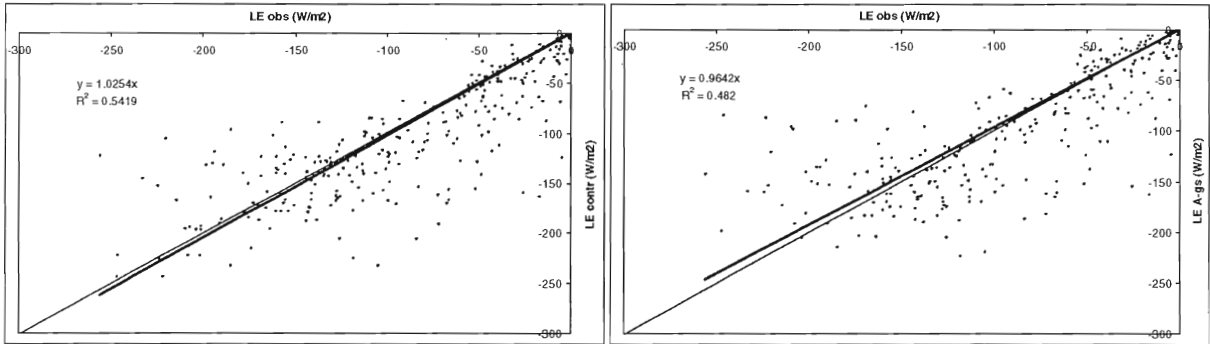 LE obs (W/m2)
-300 -250 -200 -150 -100 -50 0
y = 1.0254x
R2 = 0.5419
-50
-100
-150
-200
-250
-300
LE contr (W/m2)
LE obs (W/m2)
-300 -250 -200 -150 -100 -50 0
y = 0.9642x
R2 = 0.482
-50
-100
-150
-200
-250
-300
LE A-gs (W/m2)